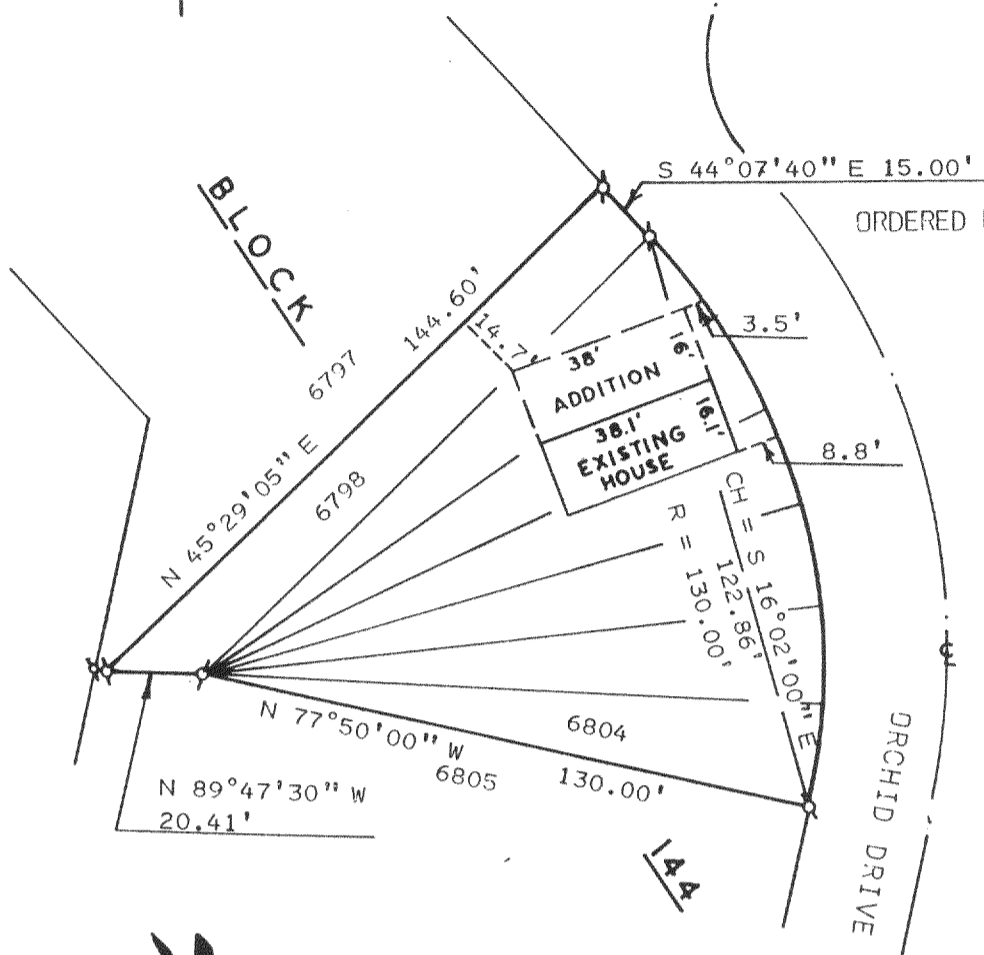 S 44°07'40" E 15.00'
ORDERED
BLOCK
144.60'
14.7'
3.5'
6797
38'
16'
ADDITION
38.1'
16.1'
EXISTING
HOUSE
8.8'
N 45°29'05" E
6798
CH = S 16°02'00" E
122.86'
R = 130.00'
N 77°50'00" W
130.00'
6804
6805
N 89°47'30" W
20.41'
ORCHID DRIVE
144